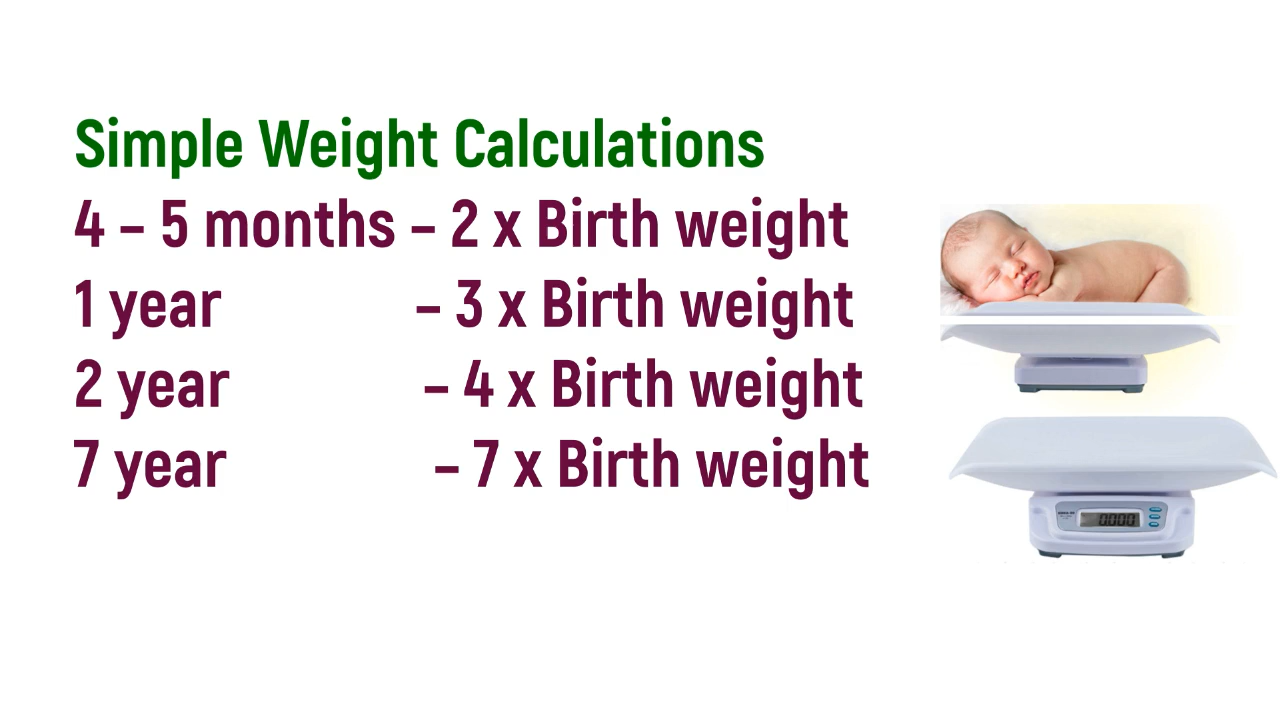 Simple Weight Calculations
4 – 5 months – 2 x Birth weight
1 year – 3 x Birth weight
2 year – 4 x Birth weight
7 year – 7 x Birth weight
0000